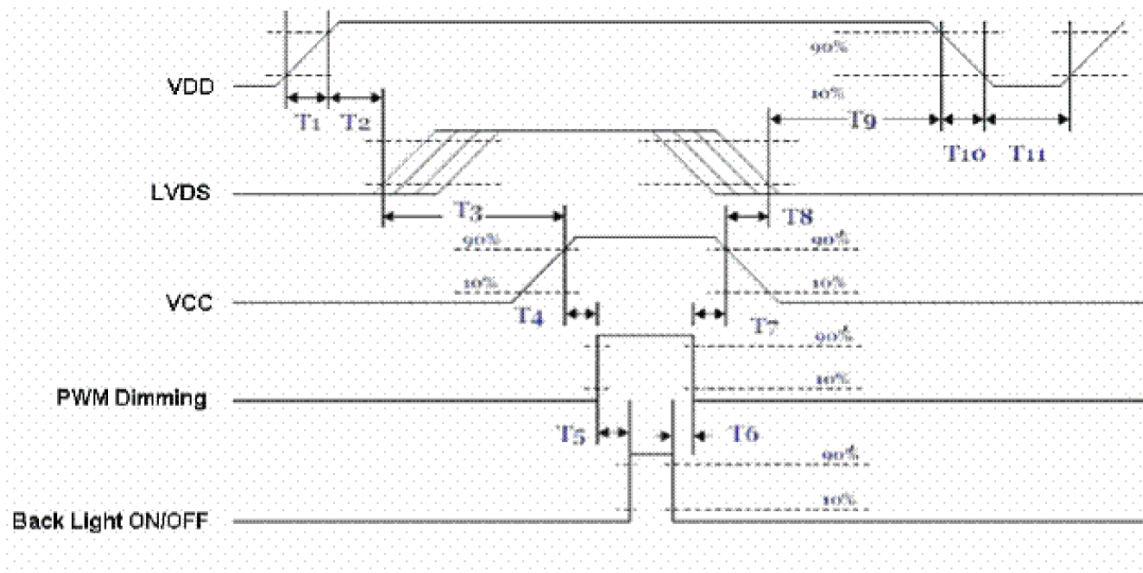 90%
VDD
10%
T1 T2 T9
T10 T11
LVDS
T3 T8
90% 90%
10% 10%
VCC
T4 T7
90%
10%
PWM Dimming
T5 T6
90%
10%
Back Light ON/OFF